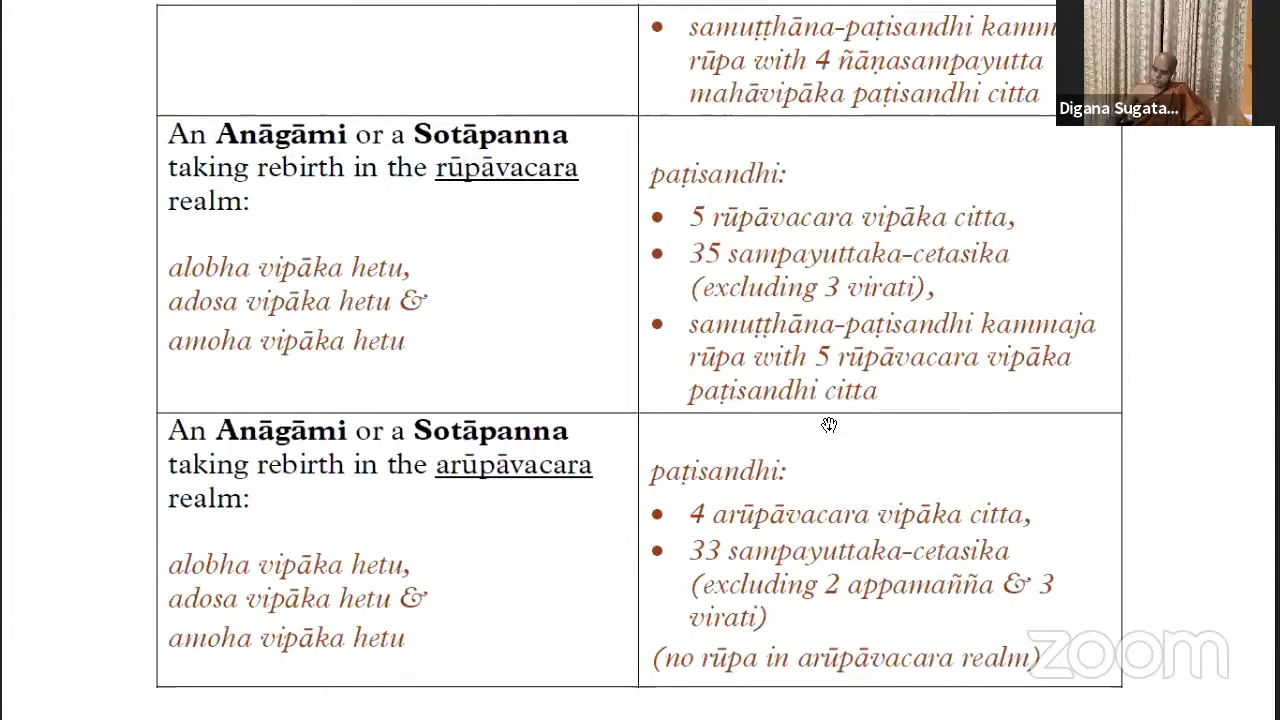 samuṭṭhāna-paṭisandhi
rūpa with 4 ñāṇasampayutta
mahāvipāka paṭisandhi citta
Digana Sugata...
An Anāgāmi or a Sotāpanna
taking rebirth in the rūpāvacara
realm:
alobha vipāka hetu,
adosa vipāka hetu &
amoha vipāka hetu
paṭisandhi:
• 5 rūpāvacara vipāka citta,
• 35 sampayuttaka-cetasika
(excluding 3 virati),
• samuṭṭhāna-paṭisandhi kammaja
rūpa with 5 rūpāvacara vipāka
paṭisandhi citta
An Anāgāmi or a Sotāpanna
taking rebirth in the arūpāvacara
realm:
alobha vipāka hetu,
adosa vipāka hetu &
amoha vipāka hetu
paṭisandhi:
• 4 arūpāvacara vipāka citta,
• 33 sampayuttaka-cetasika
(excluding 2 appamañña & 3
virati)
(no rūpa in arūpāvacara realm)
zoom